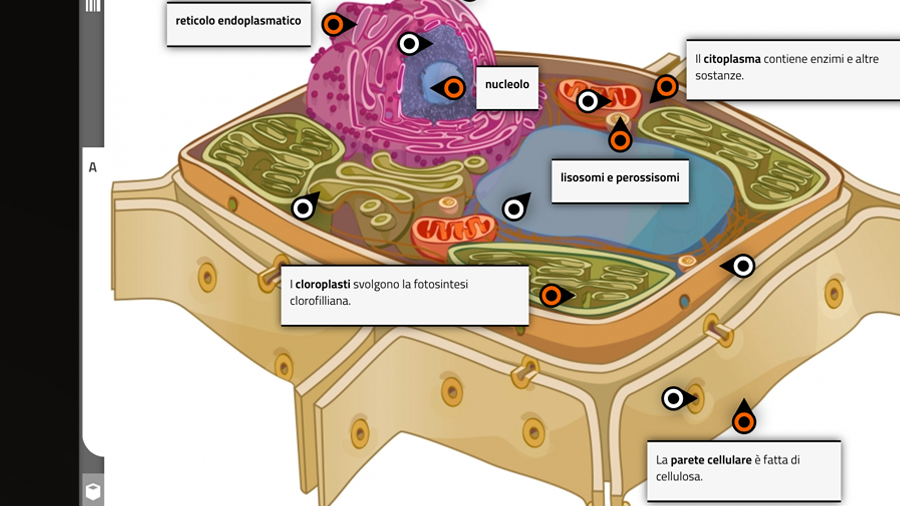 reticolo endoplasmatico
Il citoplasma contiene enzimi e altre
sostanze.
nucleolo
A
lisosomi e perossisomi
I cloroplasti svolgono la fotosintesi
clorofilliana.
La parete cellulare è fatta di
cellulosa.